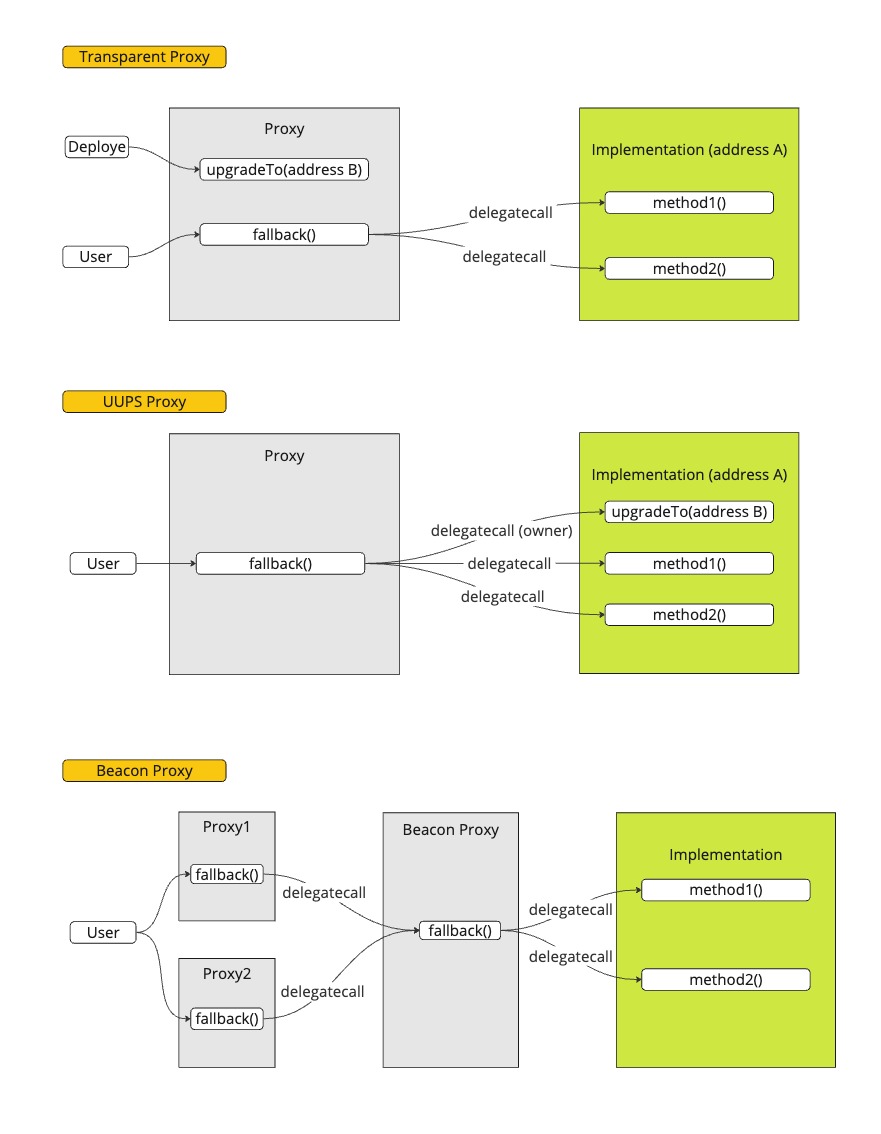 Transparent Proxy
Proxy
Implementation (address A)
Deploye
upgradeTo(address B)
method1()
delegatecall
fallback()
User
delegatecall
method2()
UUPS Proxy
Proxy
Implementation (address A)
upgradeTo(address B)
delegatecall (owner)
User
fallback()
delegatecall
method1()
delegatecall
method2()
Beacon Proxy
Proxy1
Beacon Proxy
Implementation
fallback()
delegatecall
method1()
delegatecall
User
fallback()
delegatecall
Proxy2
method2()
delegatecall
fallback()